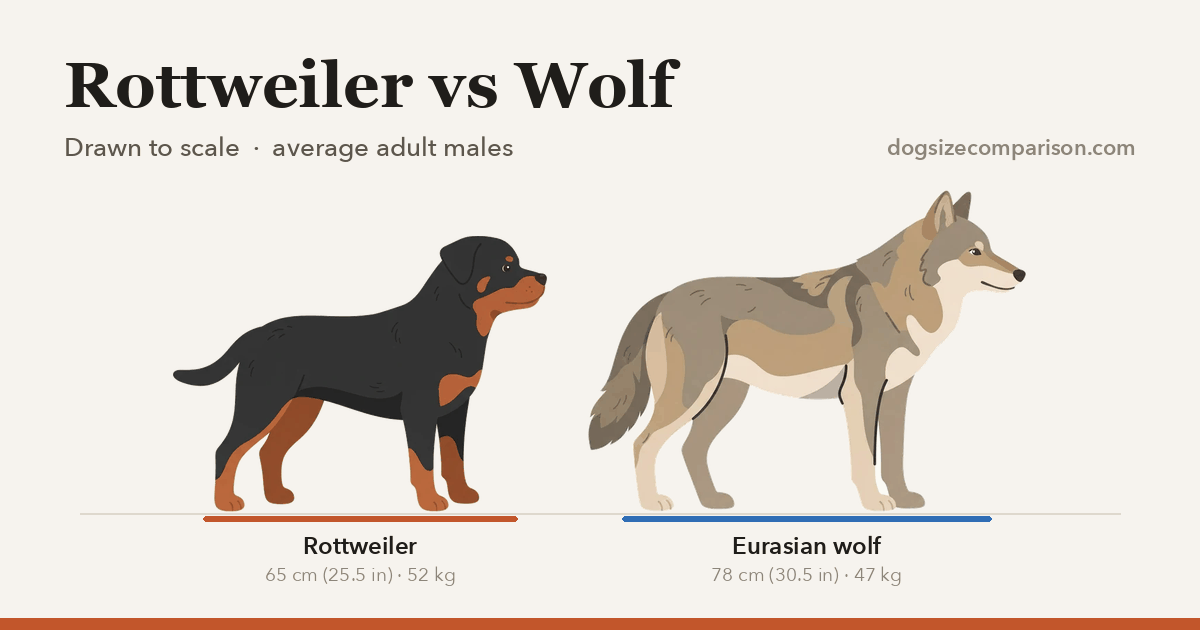 Rottweiler vs Wolf
Drawn to scale · average adult males
dogsizecomparison.com
Rottweiler
65 cm (25.5 in) · 52 kg
Eurasian wolf
78 cm (30.5 in) · 47 kg